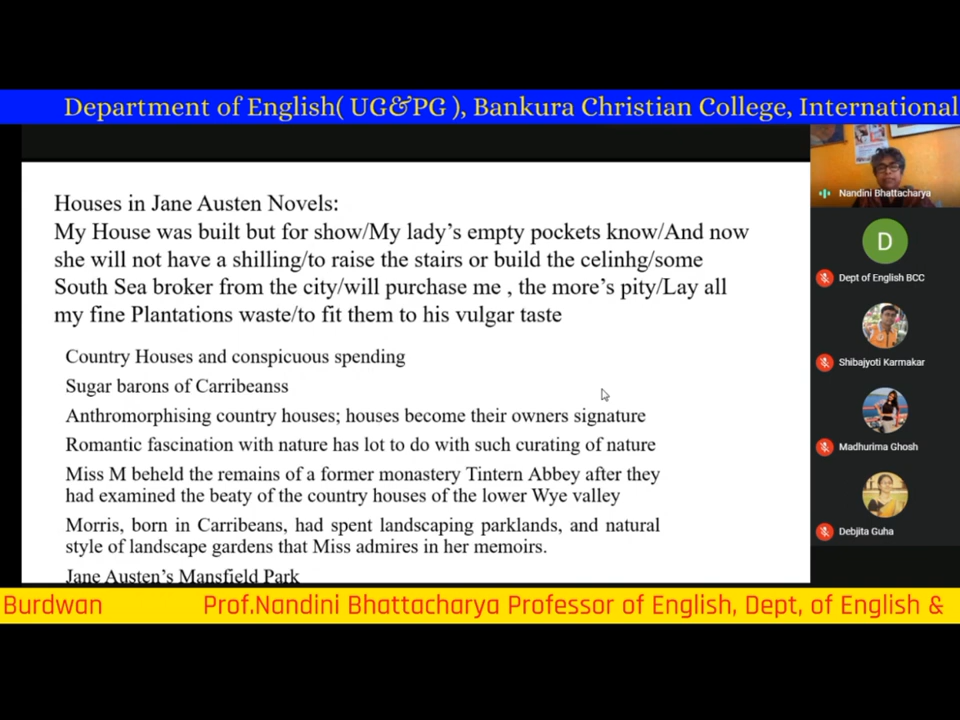 Department of English( UG&PG ), Bankura Christian College, International
Houses in Jane Austen Novels:
My House was built but for show/My lady's empty pockets know/And now
she will not have a shilling/to raise the stairs or build the celinhg/some
South Sea broker from the city/will purchase me , the more's pity/Lay all
my fine Plantations waste/to fit them to his vulgar taste
Country Houses and conspicuous spending
Sugar barons of Carribeanss
Anthromorphising country houses; houses become their owners signature
Romantic fascination with nature has lot to do with such curating of nature
Miss M beheld the remains of a former monastery Tintern Abbey after they
had examined the beaty of the country houses of the lower Wye valley
Morris, born in Carribeans, had spent landscaping parklands, and natural
style of landscape gardens that Miss admires in her memoirs.
Jane Austen's Mansfield Park
Nandini Bhattacharya
D
Dept of English BCC
Shibajyoti Karmakar
Madhurima Ghosh
Debjita Guha
Burdwan Prof.Nandini Bhattacharya Professor of English, Dept, of English &